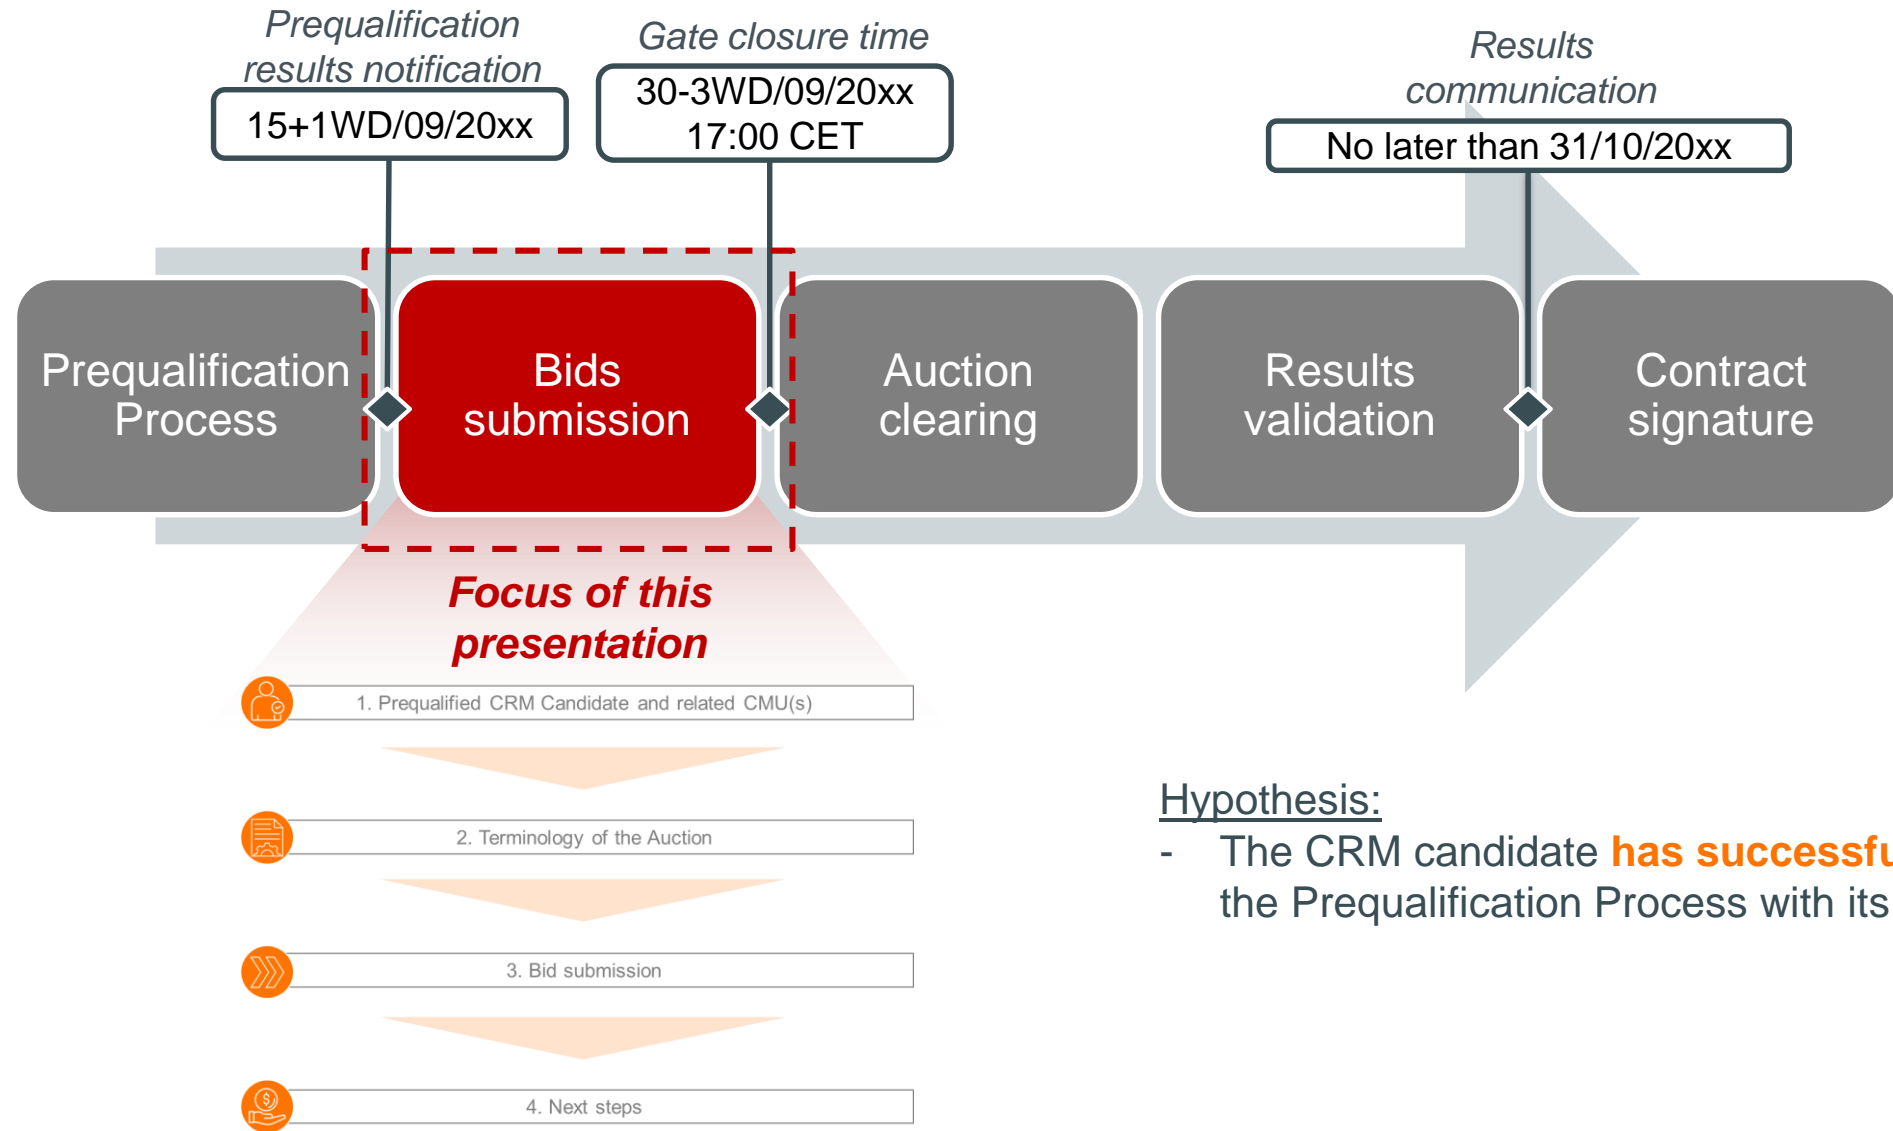 Prequalification
results notification
15+1WD/09/20xx
Gate closure time
30-3WD/09/20xx
17:00 CET
Results
communication
No later than 31/10/20xx
Prequalification
Process
Bids
submission
Auction
clearing
Results
validation
Contract
signature
Focus of this
presentation
1. Prequalified CRM Candidate and related CMU(s)
2. Terminology of the Auction
3. Bid submission
4. Next steps
Hypothesis:
- The CRM candidate has
the Prequalification Process with its